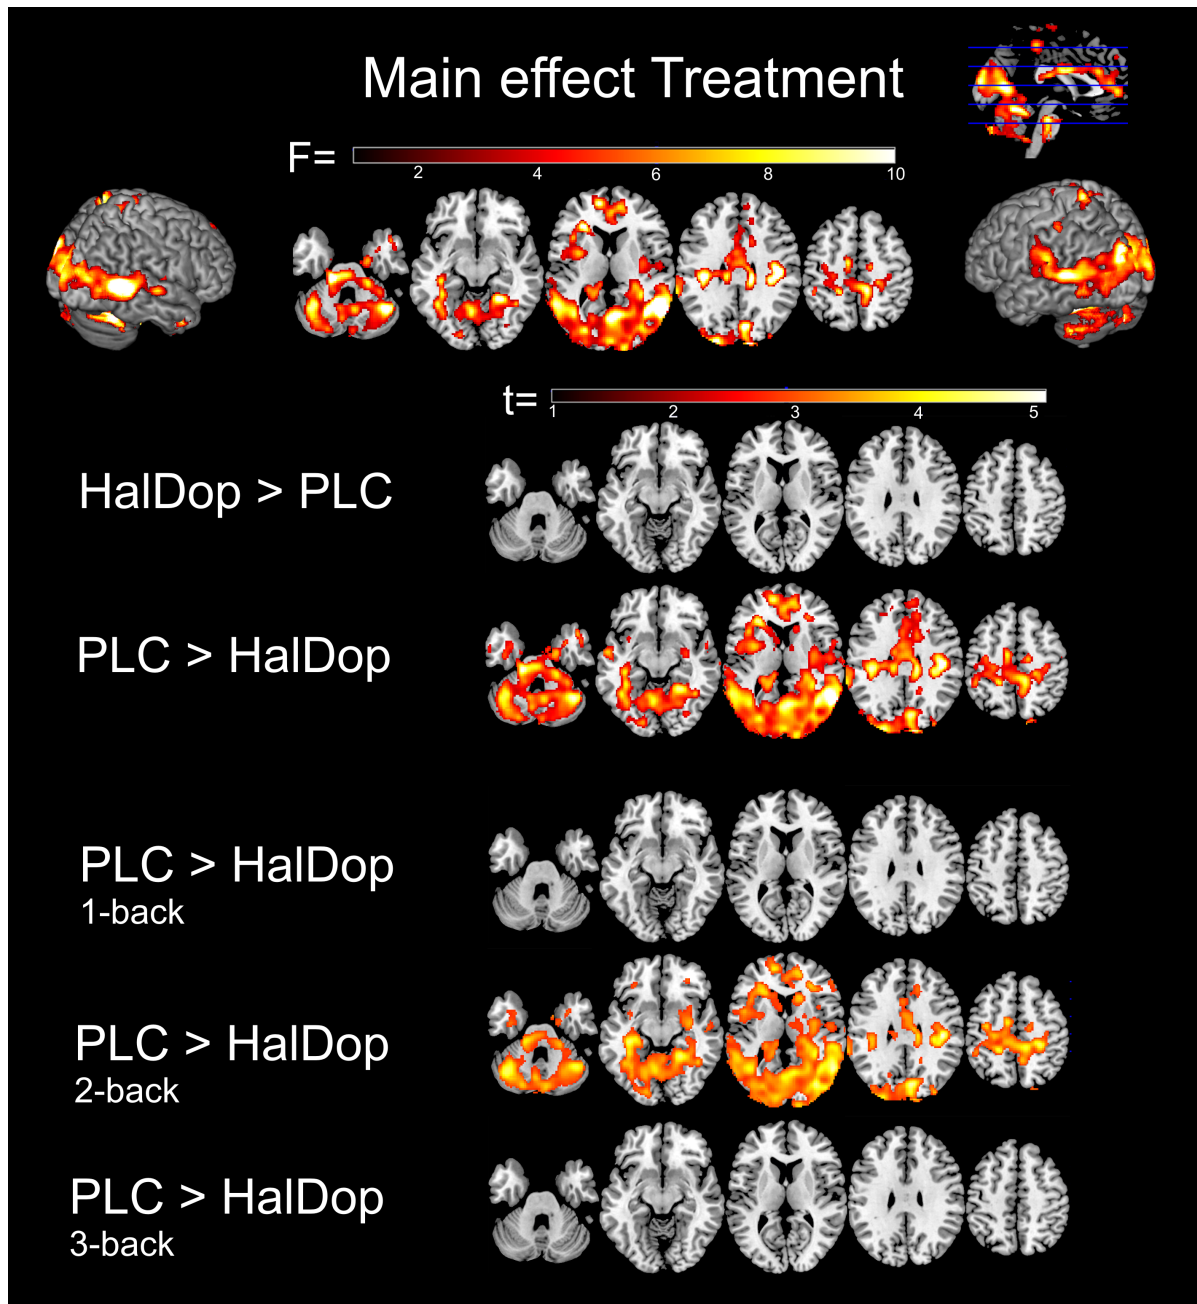 Main effect Treatment
F=
2 4 6 8 10
t=
1 2 3 4 5
HalDop > PLC
PLC > HalDop
PLC > HalDop
1-back
PLC > HalDop
2-back
PLC > HalDop
3-back